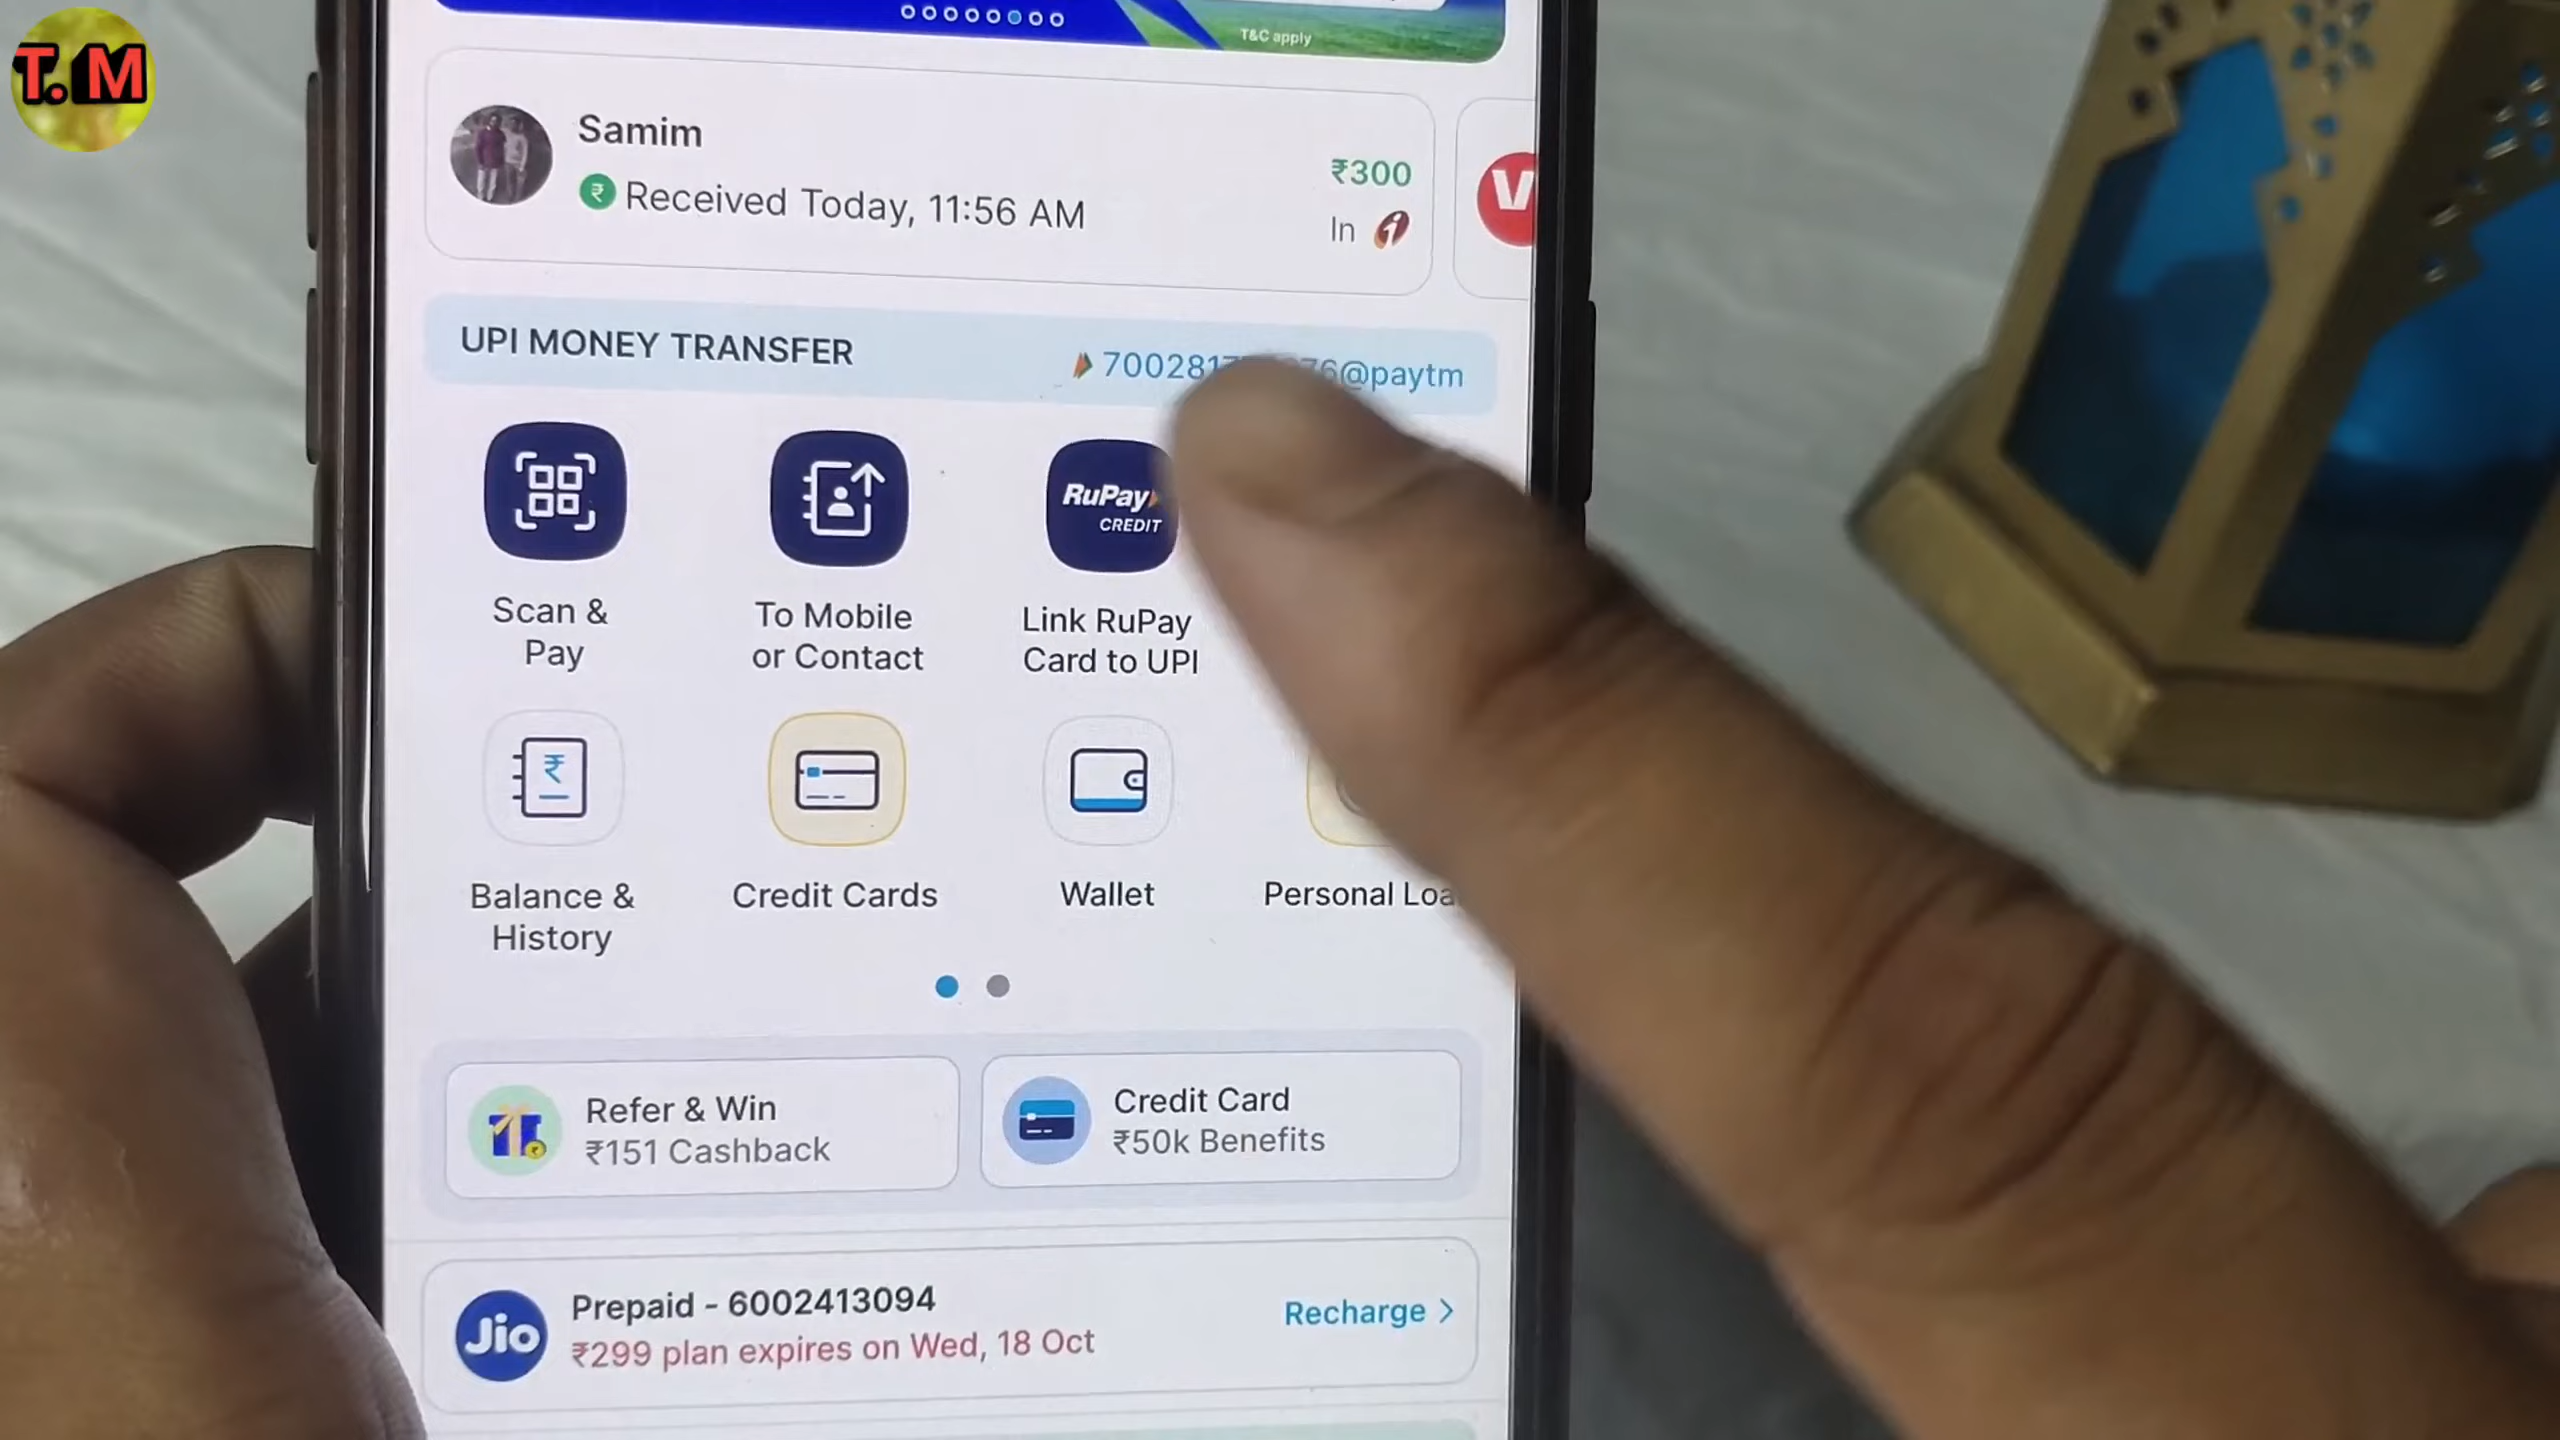 T. M
T&C apply
Samim
Received Today, 11:56 AM
₹300
In
V
UPI MONEY TRANSFER
@paytm
RuPay
CREDIT
Scan &
Pay
To Mobile
or Contact
Link RuPay
Card to UPI
Balance &
History
Credit Cards
Wallet
Personal
Refer & Win
₹151 Cashback
Credit Card
₹50k Benefits
Jio
Prepaid - 6002413094
₹299 plan expires on Wed, 18 Oct
Recharge >